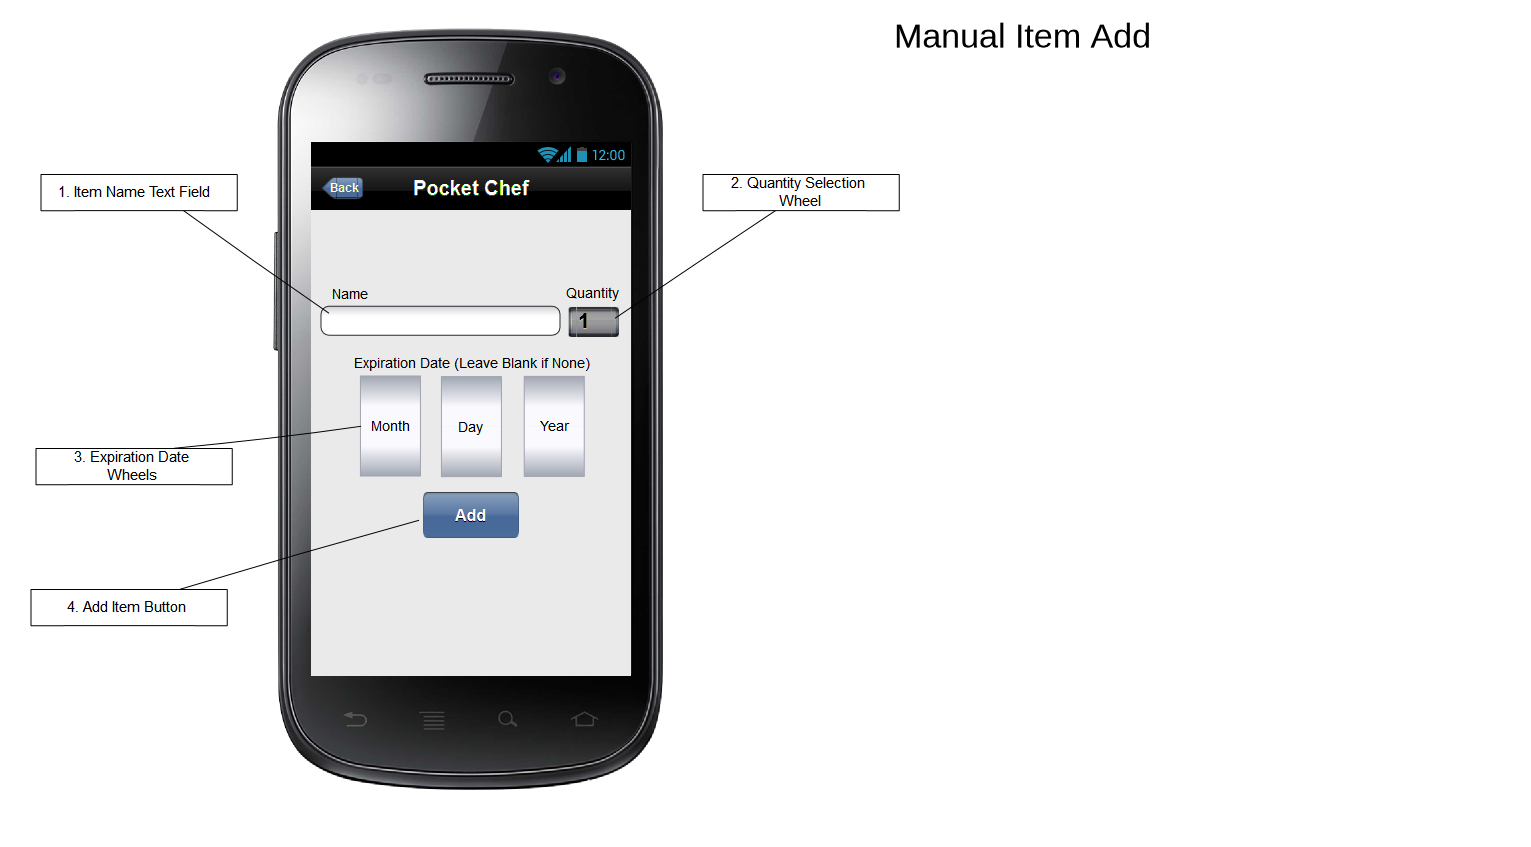 Manual Item Add
12:00
Back
Pocket Chef
1. Item Name Text Field
2. Quantity Selection
Wheel
Name
Quantity
1
Expiration Date (Leave Blank if None)
Month
Day
Year
3. Expiration Date
Wheels
Add
4. Add Item Button